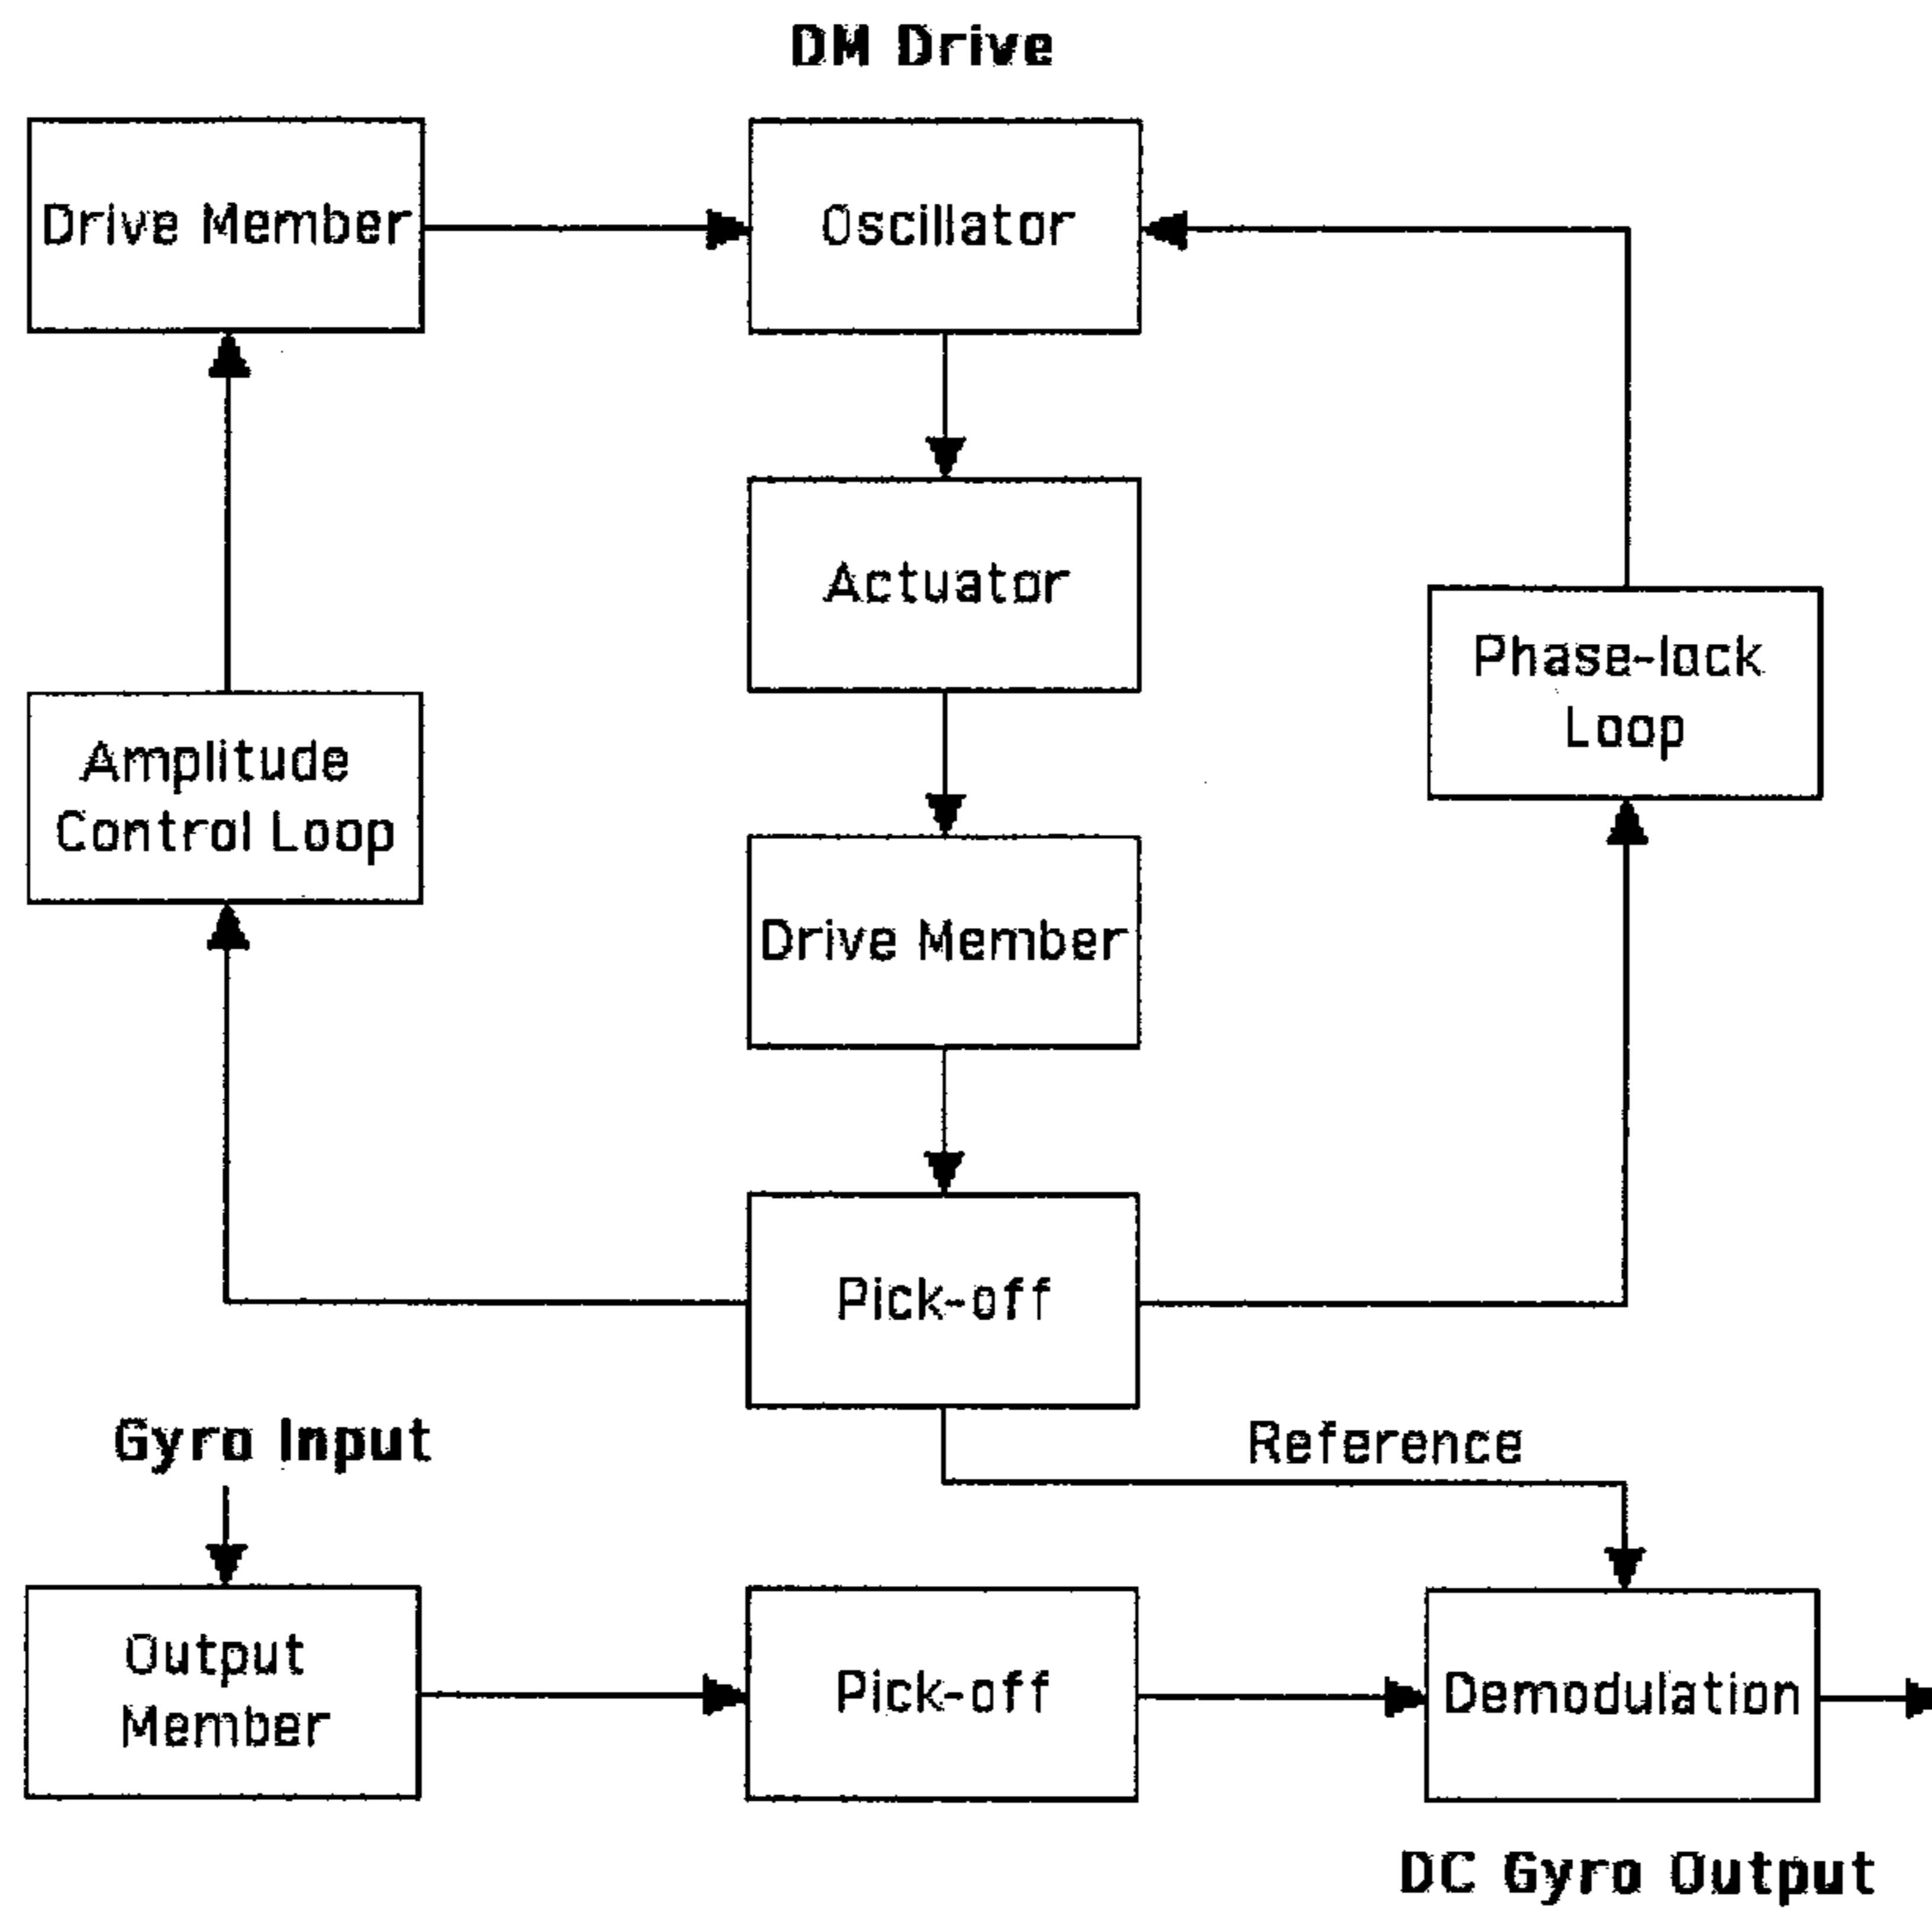 DM Drive
Drive Member
Oscillator
Actuator
Phase-lock
Loop
Amplitude
Control Loop
Drive Member
Pick-off
Gyro Input
Reference
Output
Member
Pick-off
Demodulation
DC Gyro Output